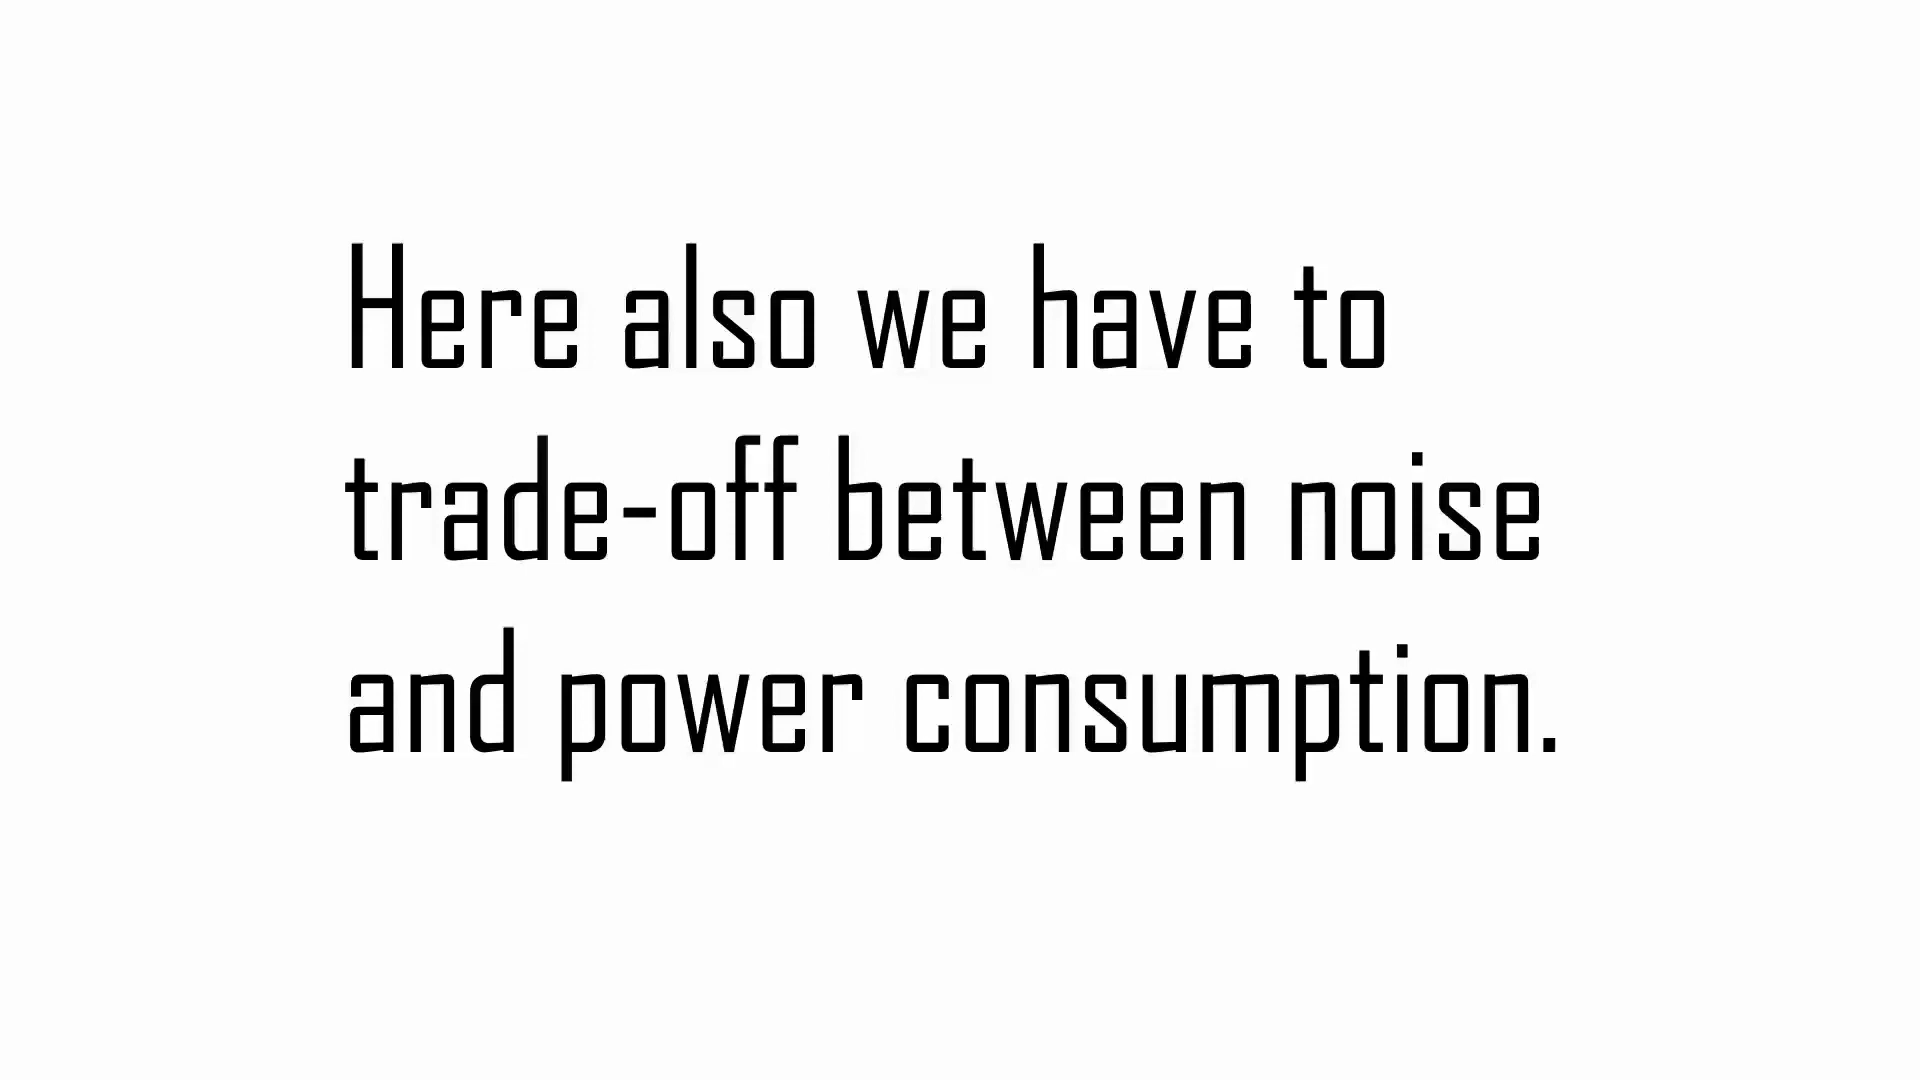 Here also we have to
trade-off between noise
and power consumption.